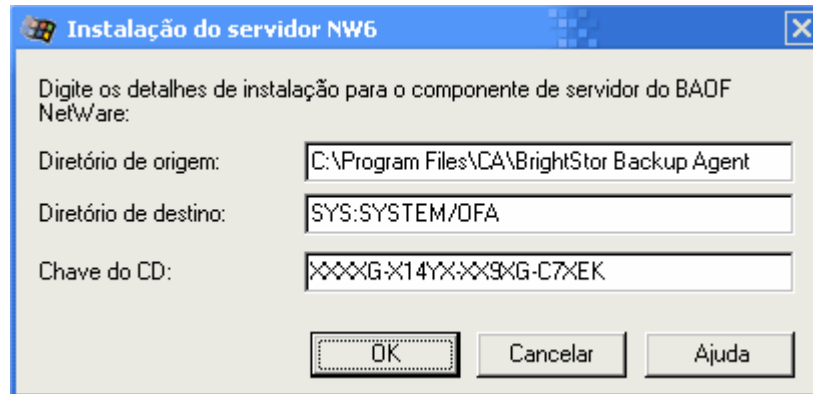 Instalação do servidor NW6
Digite os detalhes de instalação para o componente de servidor do BAOF
NetWare:
Diretório de origem: C:\Program Files\CA\BrightStor Backup Agent
Diretório de destino: SYS:SYSTEM/OFA
Chave do CD: XXXXG-X14YX-XX9XG-C7XEK
OK Cancelar Ajuda